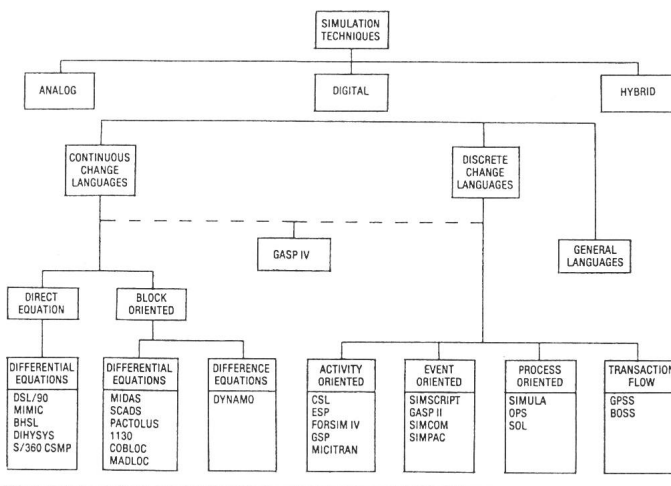 SIMULATION
TECHNIQUES
ANALOG
DIGITAL
HYBRID
CONTINUOUS
CHANGE
LANGUAGES
DISCRETE
CHANGE
LANGUAGES
GASP IV
GENERAL
LANGUAGES
DIRECT
EQUATION
BLOCK
ORIENTED
DIFFERENTIAL
EQUATIONS
DSL/90
MIMIC
BHSL
DIHYSYS
S/360 CSMP
DIFFERENTIAL
EQUATIONS
MIDAS
SCADS
PACTOLUS
1130
COBLOC
MADLOC
DIFFERENCE
EQUATIONS
DYNAMO
ACTIVITY
ORIENTED
CSL
ESP
FORSIM IV
GSP
MICITRAN
EVENT
ORIENTED
SIMSCRIPT
GASP II
SIMCOM
SIMPAC
PROCESS
ORIENTED
SIMULA
OPS
SOL
TRANSACTION
FLOW
GPSS
BOSS